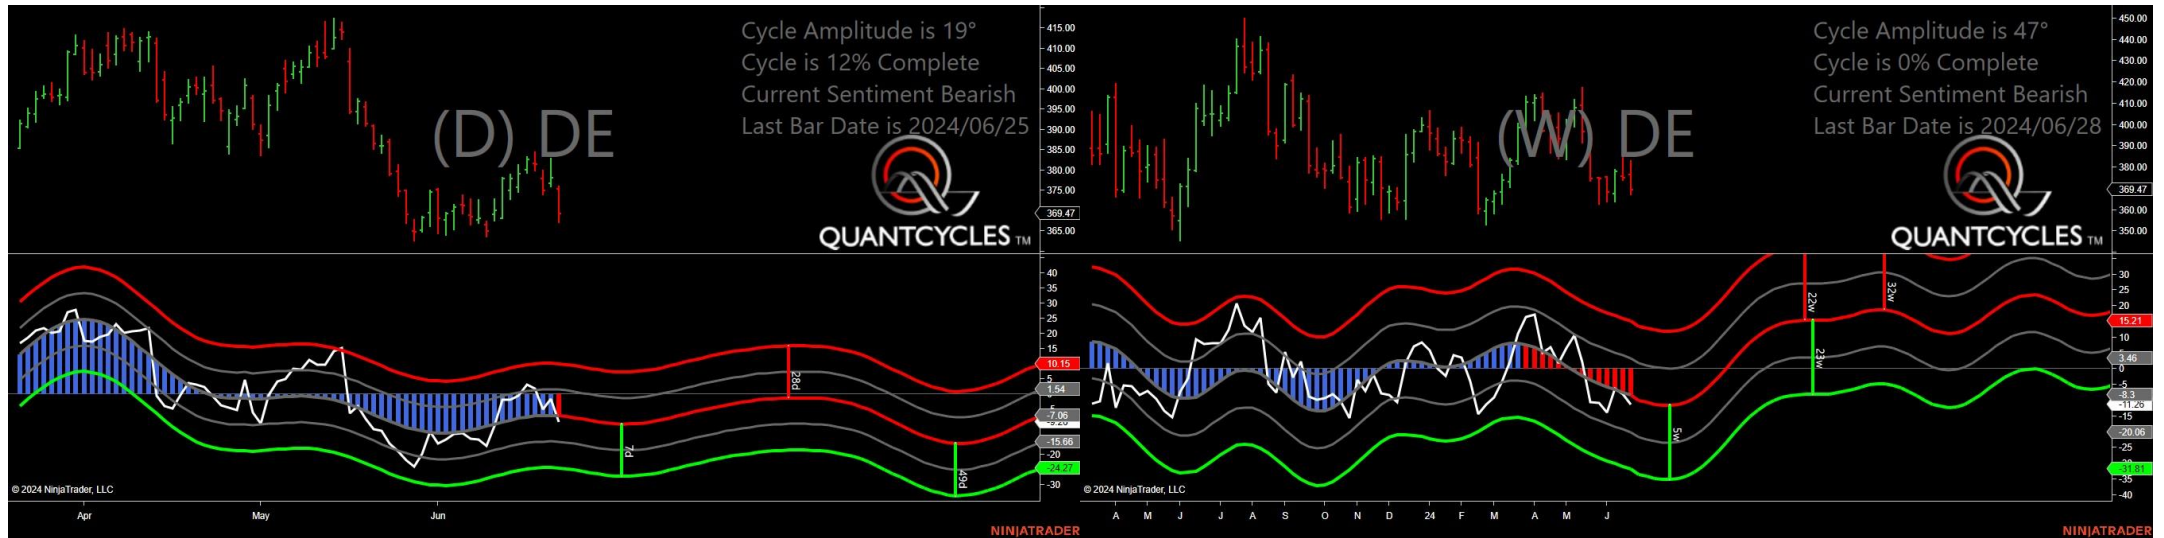 Cycle Amplitude is 19°
Cycle is 12% Complete
Current Sentiment Bearish
Last Bar Date is 2024/06/25
(D) DE
QUANTCYCLES TM
415.00
410.00
405.00
400.00
395.00
390.00
385.00
380.00
375.00
369.47
365.00
40
35
30
25
20
15
10.15
5
1.54
-7.06
-15.66
-20
-24.27
-30
28d
7d
49d
© 2024 NinjaTrader, LLC
Apr
May
Jun
NINJATRADER
Cycle Amplitude is 47°
Cycle is 0% Complete
Current Sentiment Bearish
Last Bar Date is 2024/06/28
(W) DE
QUANTCYCLES TM
450.00
440.00
430.00
420.00
410.00
400.00
390.00
380.00
369.47
360.00
350.00
30
25
20
15.21
10
3.46
0
-5
-8.3
-11.26
-15
-20.06
-25
-31.81
-35
-40
22w
32w
23w
5w
© 2024 NinjaTrader, LLC
A M J J A S O N D 24 F M A M J
NINJATRADER